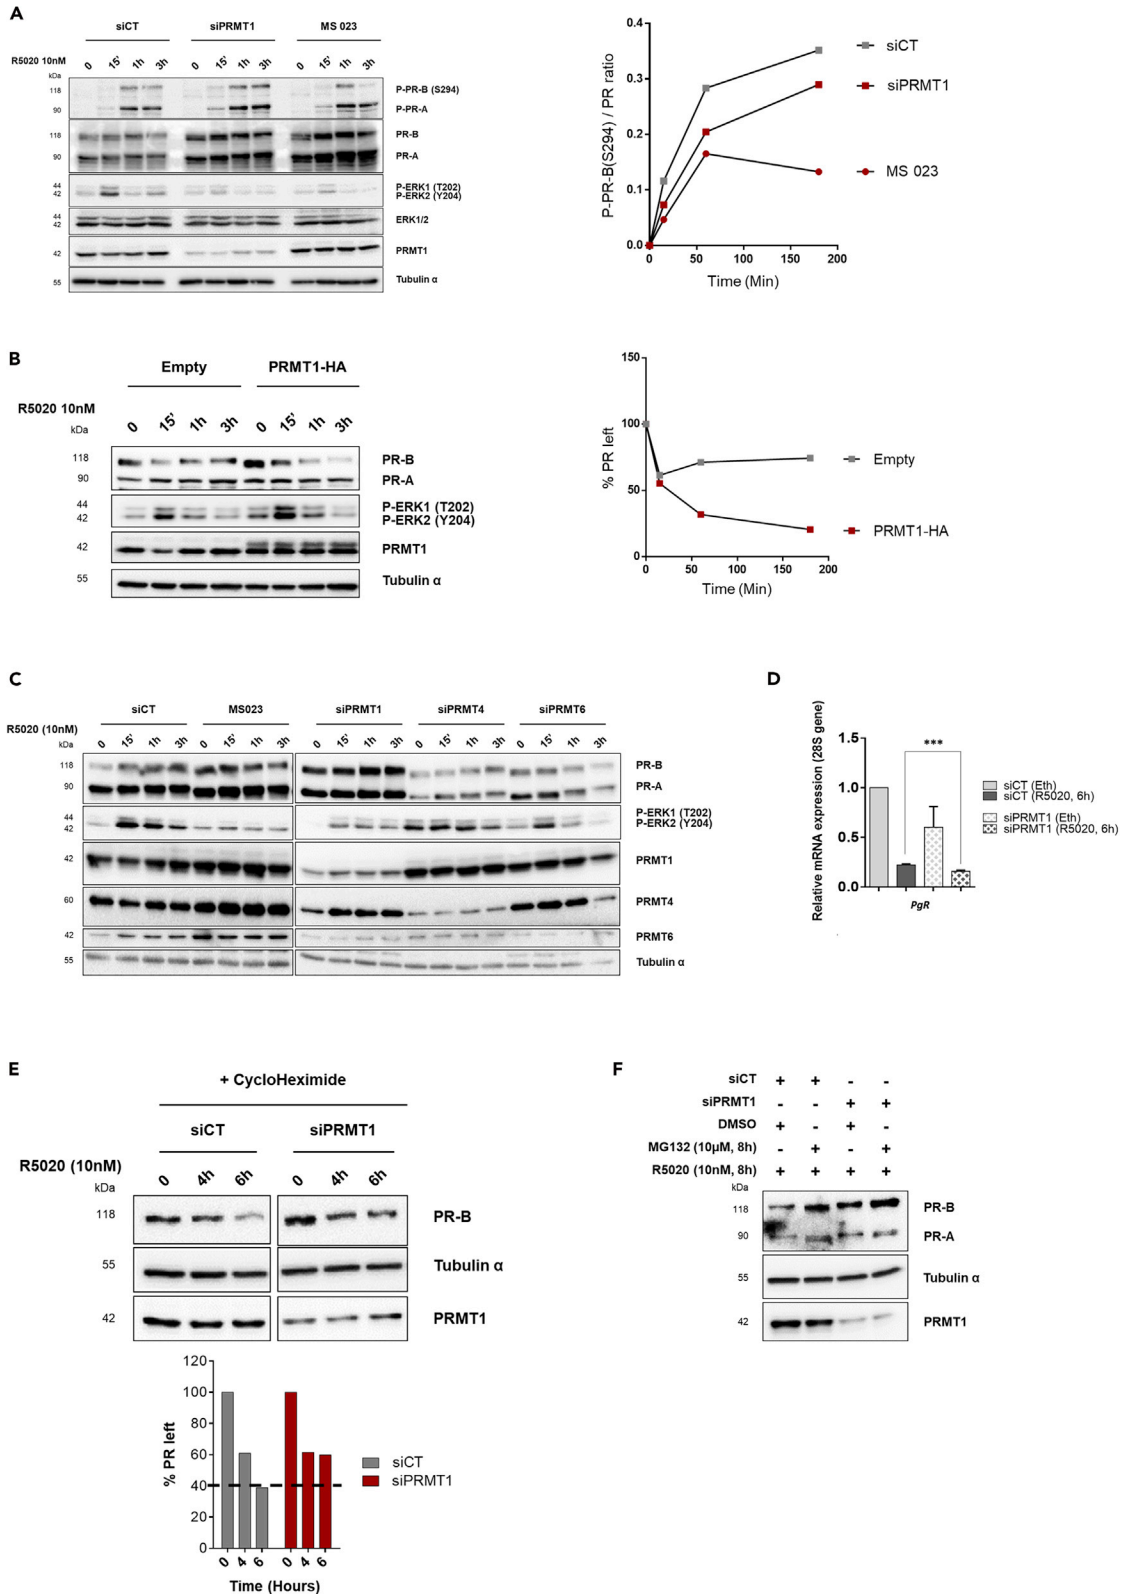 A
siCT siPRMT1 MS 023
R5020 10nM 0 15' 1h 3h 0 15' 1h 3h 0 15' 1h 3h
kDa
118 P-PR-B (S294)
90 P-PR-A
118 PR-B
90 PR-A
44 P-ERK1 (T202)
42 P-ERK2 (Y204)
44
42 ERK1/2
42 PRMT1
55 Tubulin α
P-PR-B(S294) / PR ratio
0.4
0.3
0.2
0.1
0.0
0 50 100 150 200
Time (Min)
siCT
siPRMT1
MS 023
B
Empty PRMT1-HA
R5020 10nM 0 15' 1h 3h 0 15' 1h 3h
kDa
118 PR-B
90 PR-A
44 P-ERK1 (T202)
42 P-ERK2 (Y204)
42 PRMT1
55 Tubulin α
% PR left
150
100
50
0
0 50 100 150 200
Time (Min)
Empty
PRMT1-HA
C
siCT MS023 siPRMT1 siPRMT4 siPRMT6
R5020 (10nM) 0 15' 1h 3h 0 15' 1h 3h 0 15' 1h 3h 0 15' 1h 3h 0 15' 1h 3h
kDa
118 PR-B
90 PR-A
44 P-ERK1 (T202)
42 P-ERK2 (Y204)
42 PRMT1
60 PRMT4
42 PRMT6
55 Tubulin α
D
Relative mRNA expression (28S gene)
1.5
1.0
0.5
0.0
***
PgR
siCT (Eth)
siCT (R5020, 6h)
siPRMT1 (Eth)
siPRMT1 (R5020, 6h)
E
+ CycloHeximide
siCT siPRMT1
R5020 (10nM) 0 4h 6h 0 4h 6h
kDa
118 PR-B
55 Tubulin α
42 PRMT1
% PR left
120
100
80
60
40
20
0
0 4 6 0 4 6
Time (Hours)
siCT
siPRMT1
F
siCT + + - -
siPRMT1 - - + +
DMSO + - + -
MG132 (10µM, 8h) - + - +
R5020 (10nM, 8h) + + + +
kDa
118 PR-B
90 PR-A
55 Tubulin α
42 PRMT1